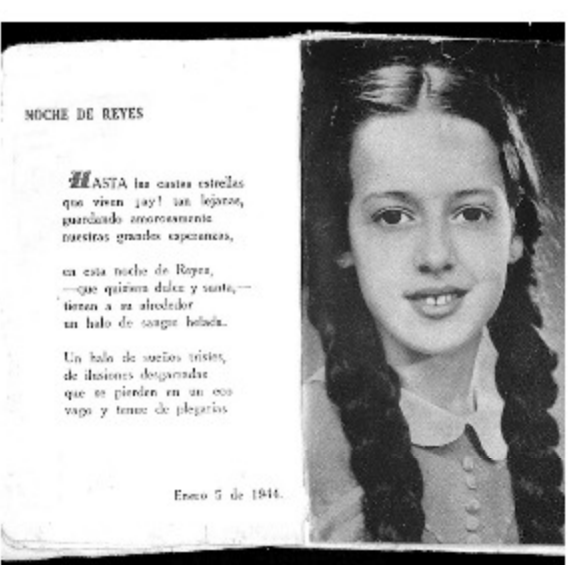 NOCHE DE REYES
HASTA las castas estrellas
que viven ¡ay! tan lejanas,
guardando amorosamente
nuestras grandes esperanzas,
en esta noche de Reyes,
—que quisiera dulce y santa,—
tienen a su alrededor
un halo de sangre helada.
Un halo de sueños tristes,
de ilusiones desgarradas
que se pierden en un eco
vago y tenue de plegarias
Enero 5 de 1944.